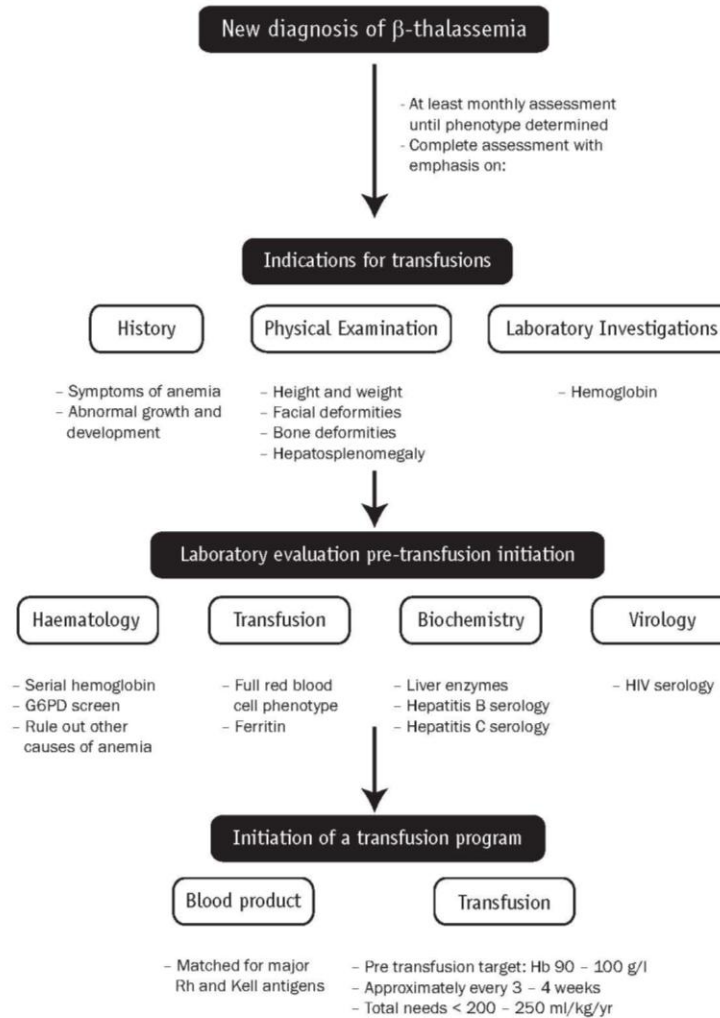 New diagnosis of β-thalassemia
- At least monthly assessment
until phenotype determined
- Complete assessment with
emphasis on:
Indications for transfusions
History
– Symptoms of anemia
– Abnormal growth and
development
Physical Examination
– Height and weight
– Facial deformities
– Bone deformities
– Hepatosplenomegaly
Laboratory Investigations
– Hemoglobin
Laboratory evaluation pre-transfusion initiation
Haematology
– Serial hemoglobin
– G6PD screen
– Rule out other
causes of anemia
Transfusion
– Full red blood
cell phenotype
– Ferritin
Biochemistry
– Liver enzymes
– Hepatitis B serology
– Hepatitis C serology
Virology
– HIV serology
Initiation of a transfusion program
Blood product
– Matched for major
Rh and Kell antigens
Transfusion
– Pre transfusion target: Hb 90 – 100 g/l
– Approximately every 3 – 4 weeks
– Total needs < 200 – 250 ml/kg/yr